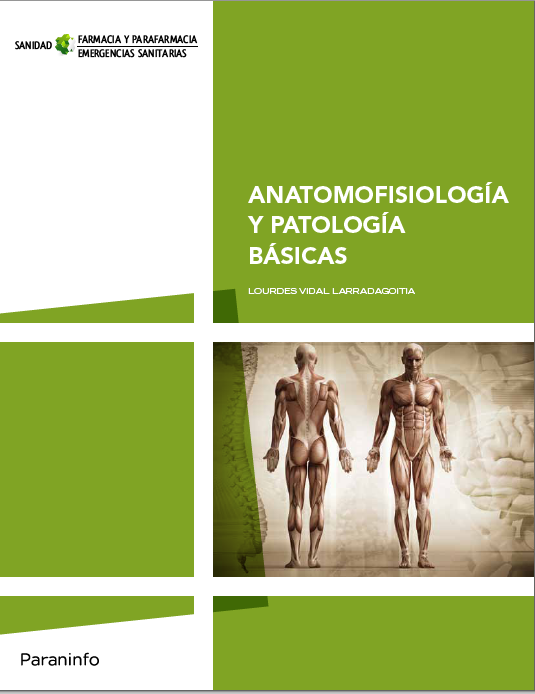 SANIDAD
FARMACIA Y PARAFARMACIA
EMERGENCIAS SANITARIAS
ANATOMOFISIOLOGÍA
Y PATOLOGÍA
BÁSICAS
LOURDES VIDAL LARRADAGOITIA
Paraninfo